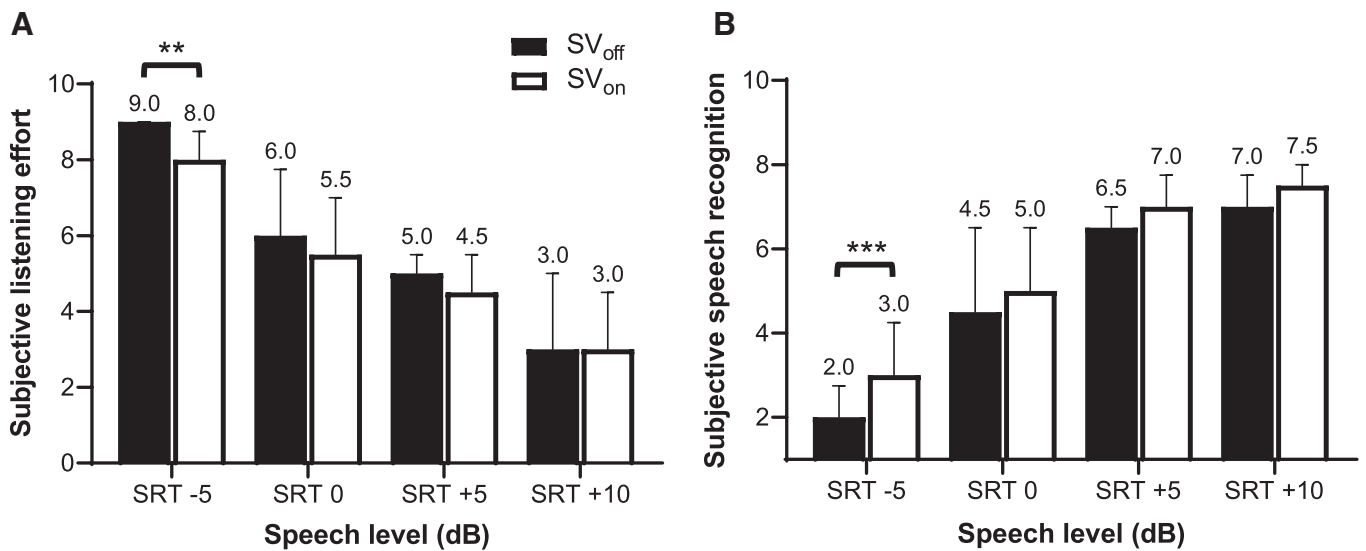 A
B
**
SVoff
SVon
10
8
6
4
2
0
9.0
8.0
6.0
5.5
5.0
4.5
3.0
3.0
SRT -5
SRT 0
SRT +5
SRT +10
Subjective listening effort
Speech level (dB)
10
8
6
4
2
***
2.0
3.0
4.5
5.0
6.5
7.0
7.0
7.5
SRT -5
SRT 0
SRT +5
SRT +10
Subjective speech recognition
Speech level (dB)